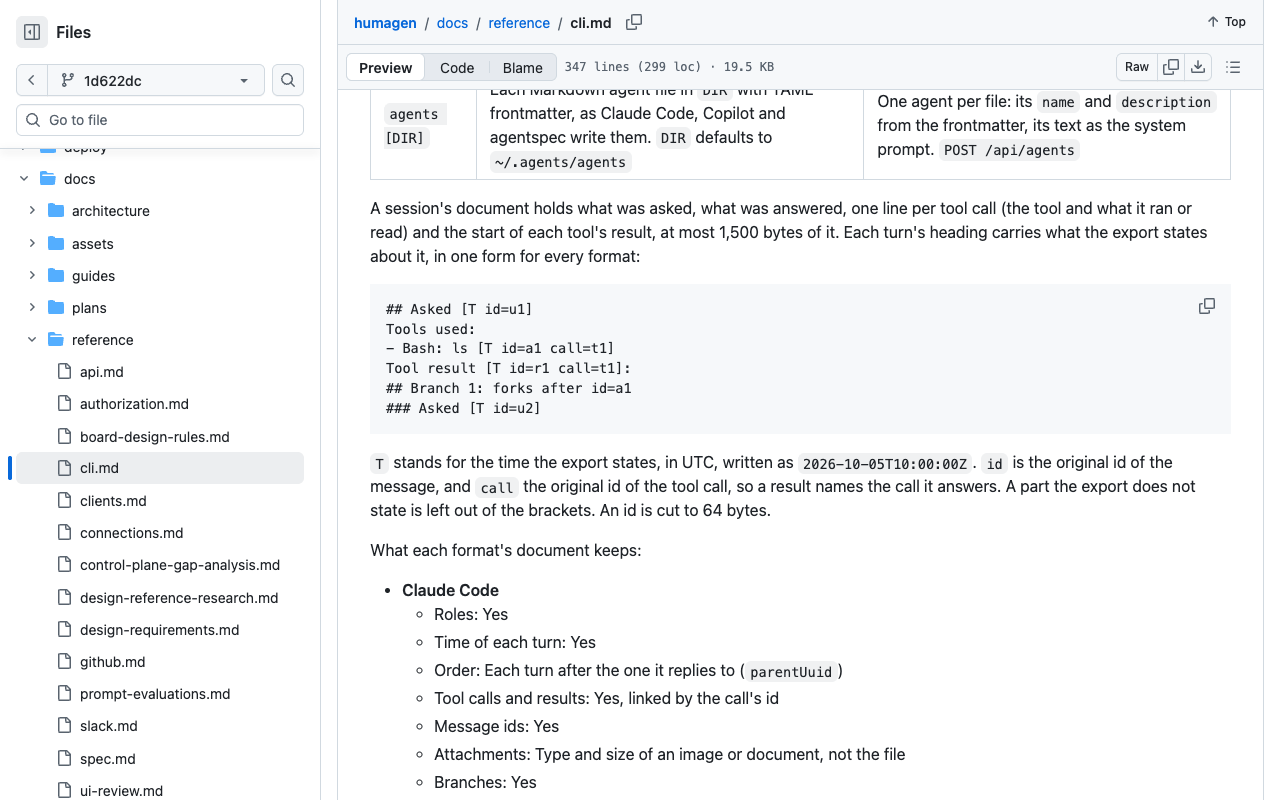 Files
1d622dc
Go to file
deploy
docs
architecture
assets
guides
plans
reference
api.md
authorization.md
board-design-rules.md
cli.md
clients.md
connections.md
control-plane-gap-analysis.md
design-reference-research.md
design-requirements.md
github.md
prompt-evaluations.md
slack.md
spec.md
ui-review.md
humagen / docs / reference / cli.md
Top
Preview Code Blame 347 lines (299 loc) · 19.5 KB
Raw
agents
[DIR]
Each Markdown agent file in DIR with YAML
frontmatter, as Claude Code, Copilot and
agentspec write them. DIR defaults to
~/.agents/agents
One agent per file: its name and description
from the frontmatter, its text as the system
prompt. POST /api/agents
A session's document holds what was asked, what was answered, one line per tool call (the tool and what it ran or
read) and the start of each tool's result, at most 1,500 bytes of it. Each turn's heading carries what the export states
about it, in one form for every format:
## Asked [T id=u1]
Tools used:
- Bash: ls [T id=a1 call=t1]
Tool result [T id=r1 call=t1]:
## Branch 1: forks after id=a1
### Asked [T id=u2]
T stands for the time the export states, in UTC, written as 2026-10-05T10:00:00Z. id is the original id of the
message, and call the original id of the tool call, so a result names the call it answers. A part the export does not
state is left out of the brackets. An id is cut to 64 bytes.
What each format's document keeps:
• Claude Code
◦ Roles: Yes
◦ Time of each turn: Yes
◦ Order: Each turn after the one it replies to (parentUuid)
◦ Tool calls and results: Yes, linked by the call's id
◦ Message ids: Yes
◦ Attachments: Type and size of an image or document, not the file
◦ Branches: Yes